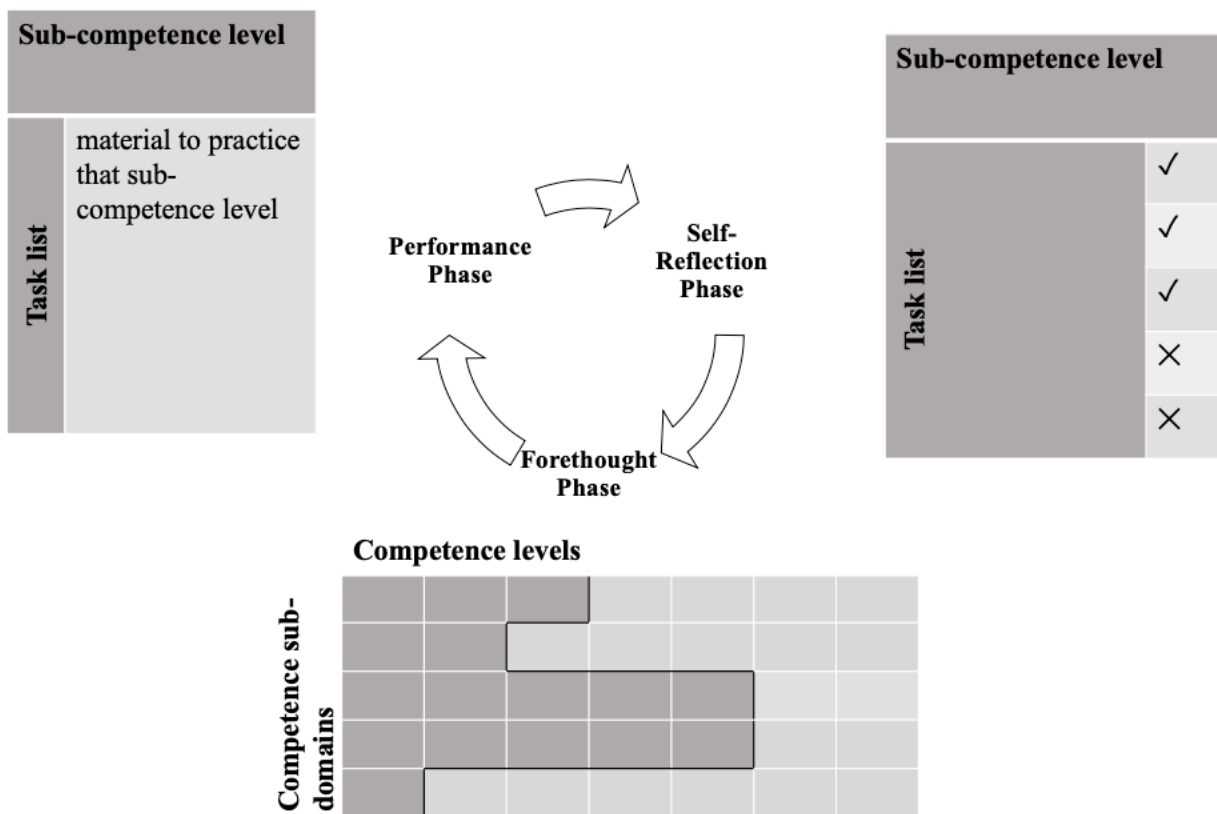 Sub-competence level
Task list
material to practice
that sub-
competence level
Performance
Phase
Self-
Reflection
Phase
Forethought
Phase
Sub-competence level
Task list
✓
✓
✓
✕
✕
Competence levels
Competence sub-
domains